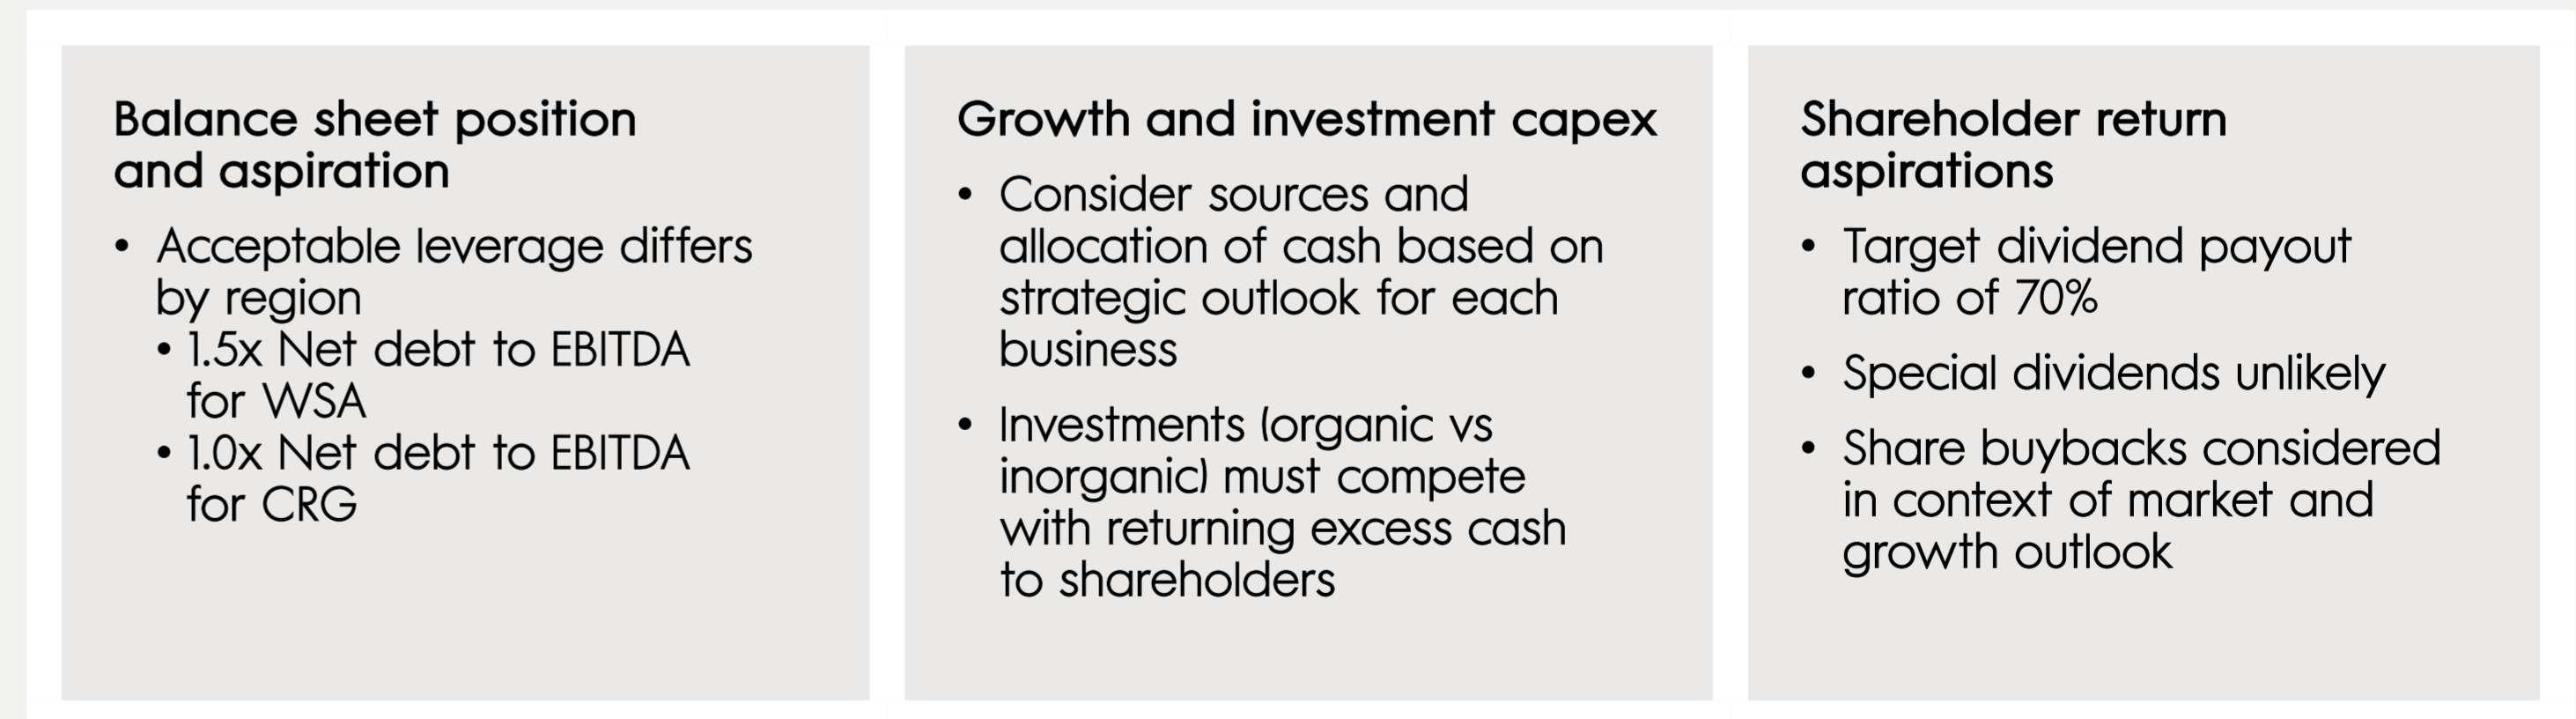 Balance sheet position
and aspiration
• Acceptable leverage differs
by region
• 1.5x Net debt to EBITDA
for WSA
• 1.0x Net debt to EBITDA
for CRG
Growth and investment capex
• Consider sources and
allocation of cash based on
strategic outlook for each
business
• Investments (organic vs
inorganic) must compete
with returning excess cash
to shareholders
Shareholder return
aspirations
• Target dividend payout
ratio of 70%
• Special dividends unlikely
• Share buybacks considered
in context of market and
growth outlook